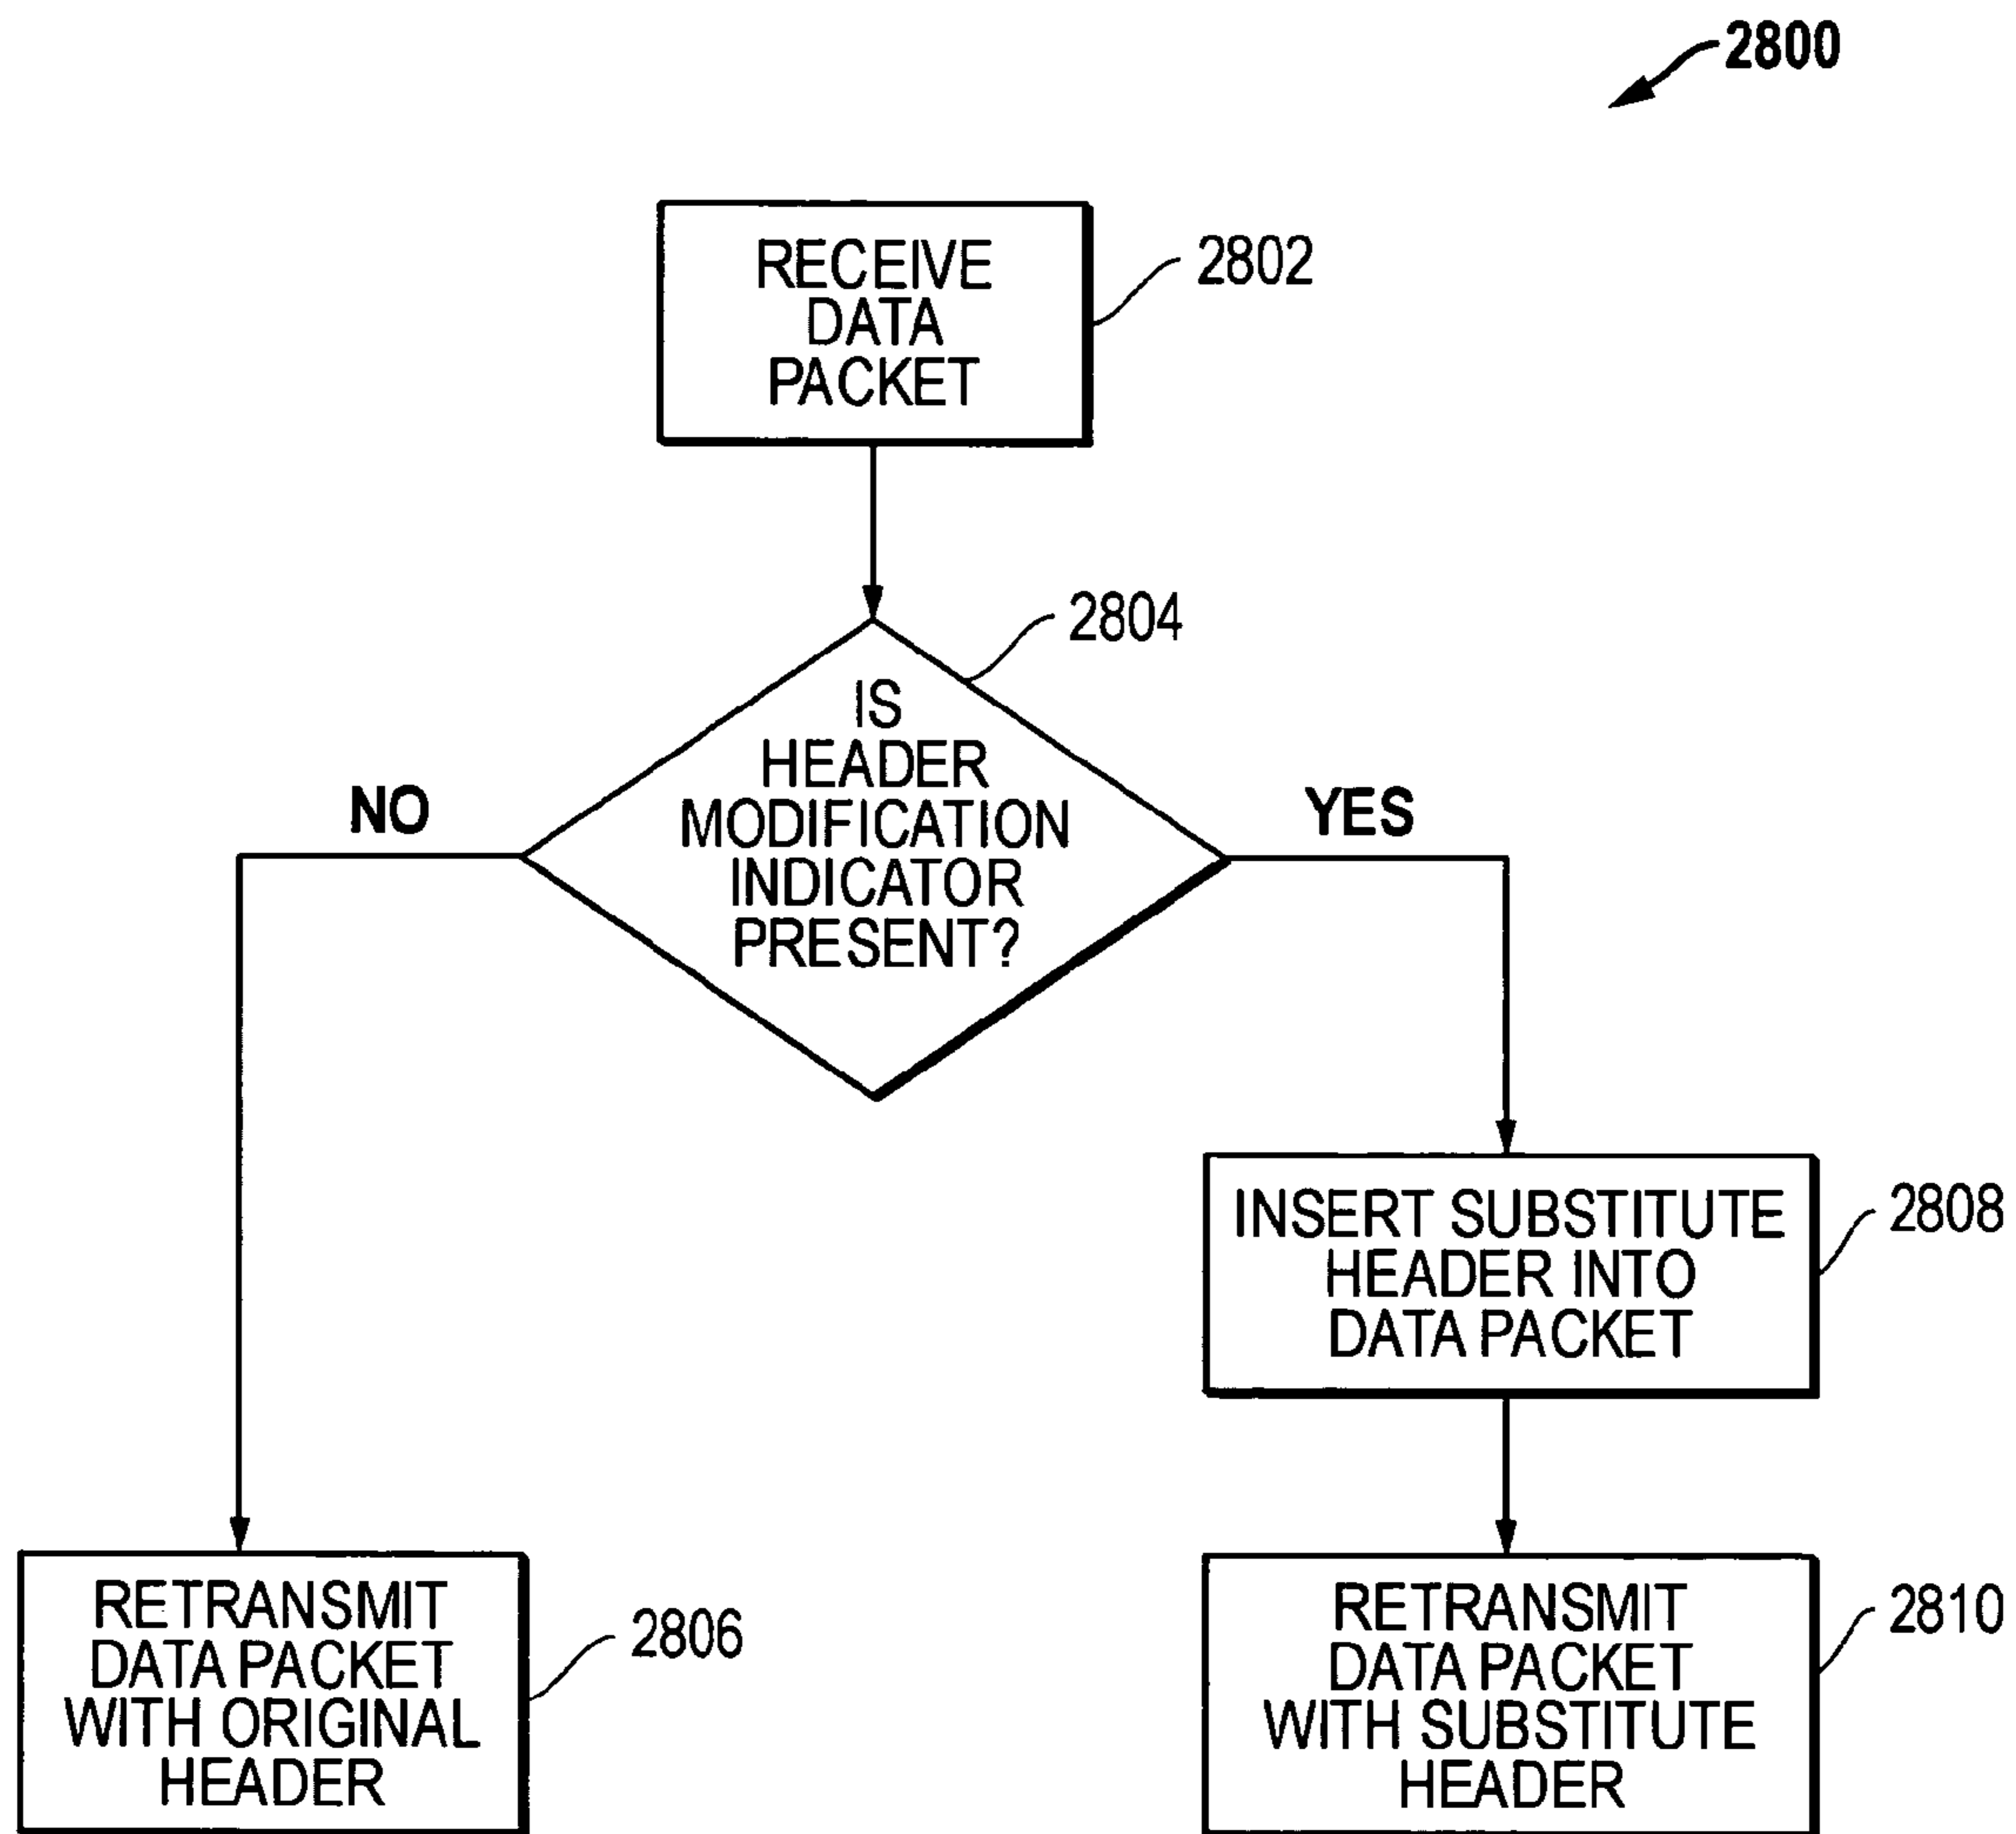 2800
RECEIVE
DATA
PACKET
2802
2804
IS
HEADER
MODIFICATION
INDICATOR
PRESENT?
NO
YES
INSERT SUBSTITUTE
HEADER INTO
DATA PACKET
2808
RETRANSMIT
DATA PACKET
WITH ORIGINAL
HEADER
2806
RETRANSMIT
DATA PACKET
WITH SUBSTITUTE
HEADER
2810